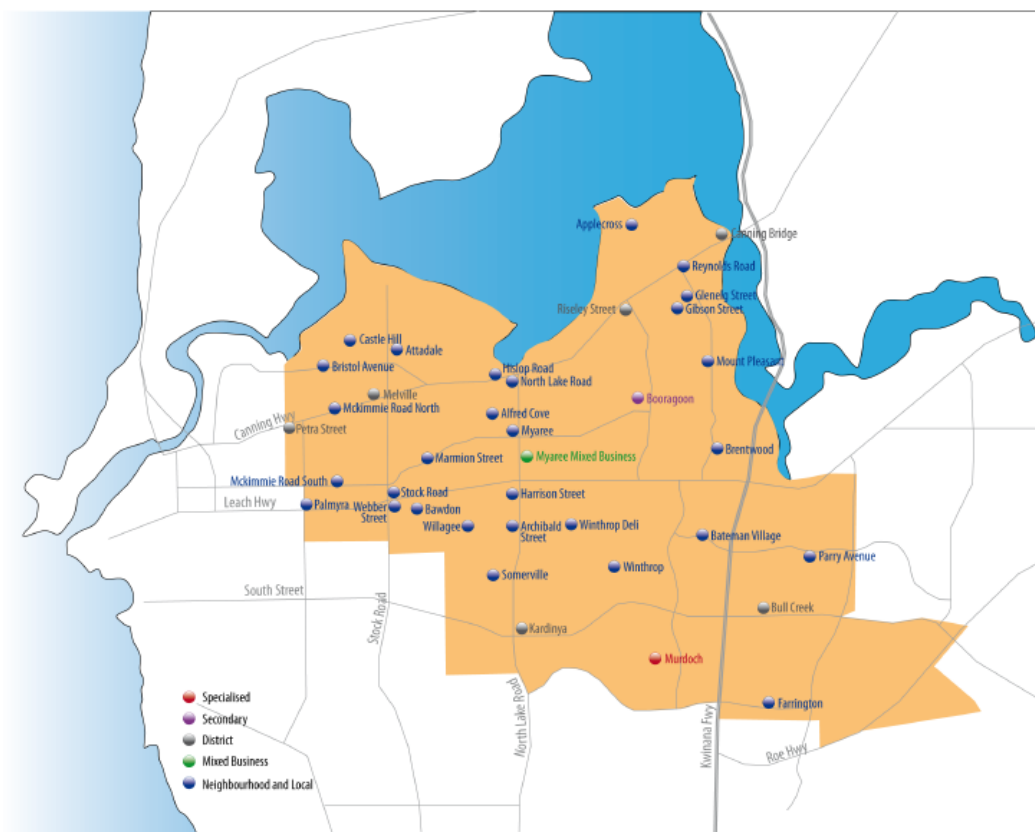 Applecross
Canning Bridge
Reynolds Road
Glenelg Street
Riseley Street
Gibson Street
Castle Hill
Attadale
Mount Pleasant
Bristol Avenue
Hislop Road
North Lake Road
Melville
Booragoon
Mckimmie Road North
Alfred Cove
Canning Hwy
Petra Street
Myaree
Brentwood
Marmion Street
Myaree Mixed Business
Mckimmie Road South
Stock Road
Harrison Street
Leach Hwy
Palmyra
Webber
Street
Bawdon
Willagee
Archibald
Street
Winthrop Deli
Bateman Village
Parry Avenue
Somerville
Winthrop
South Street
Stock Road
Bull Creek
Kardinya
Murdoch
North Lake Road
Kwinana Fwy
Farrington
Roe Hwy
Specialised
Secondary
District
Mixed Business
Neighbourhood and Local